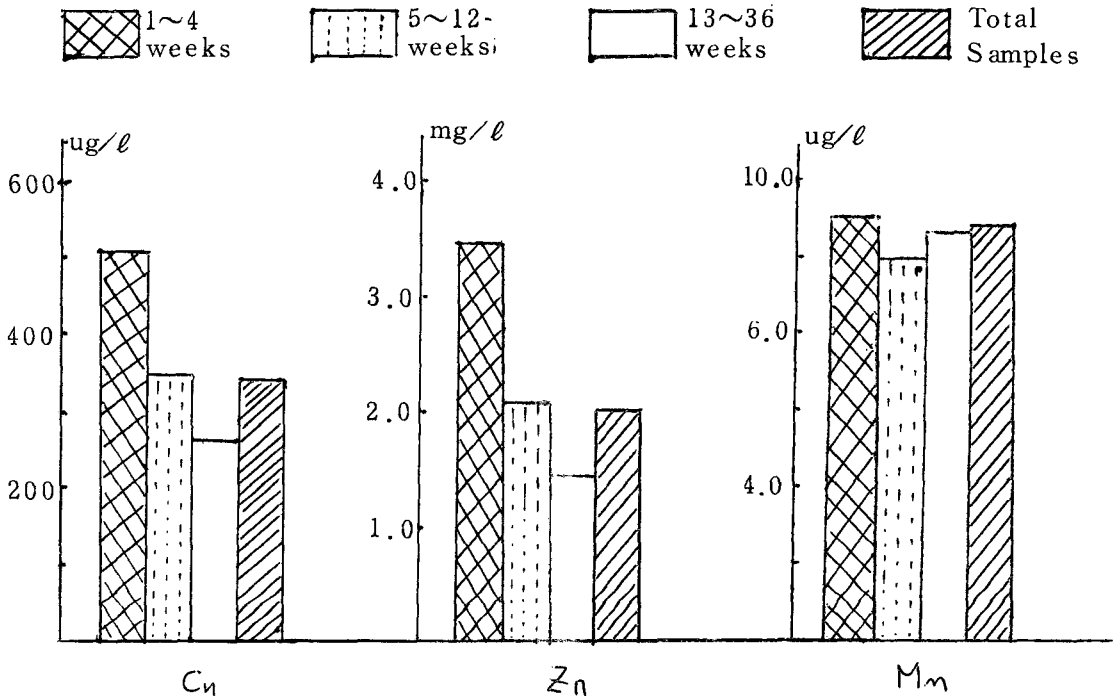 1~4 weeks
5~12- weeks
13~36 weeks
Total Samples
ug/ℓ
600
400
200
Cn
mg/ℓ
4.0
3.0
2.0
1.0
Zn
ug/ℓ
10.0
6.0
4.0
Mn